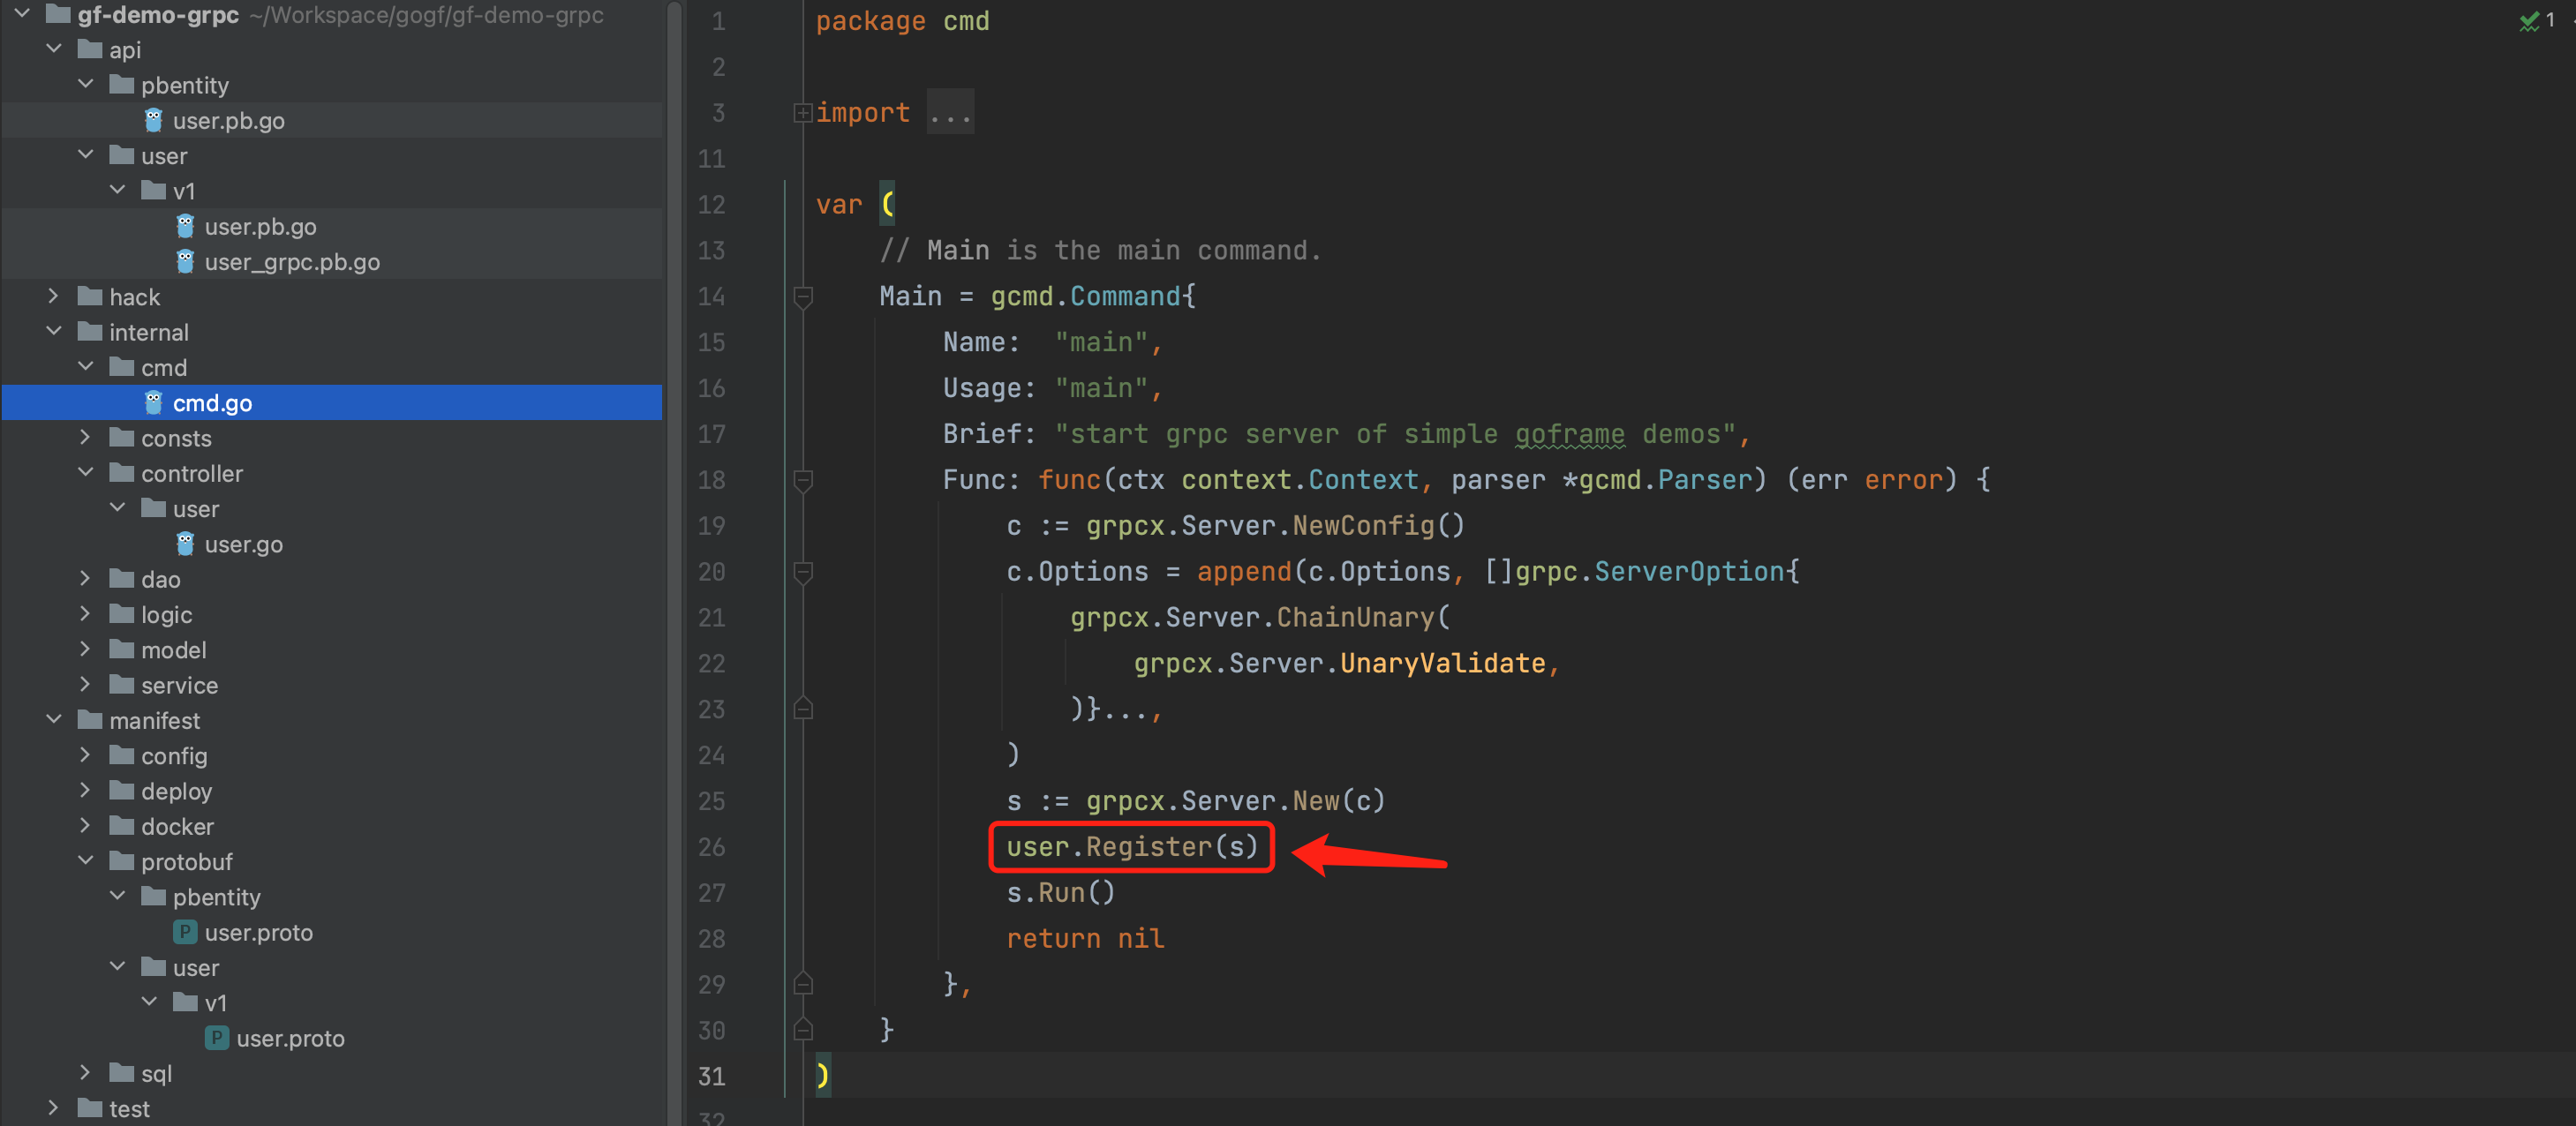 gf-demo-grpc ~/Workspace/gogf/gf-demo-grpc
api
pbentity
user.pb.go
user
v1
user.pb.go
user_grpc.pb.go
hack
internal
cmd
cmd.go
consts
controller
user
user.go
dao
logic
model
service
manifest
config
deploy
docker
protobuf
pbentity
P user.proto
user
v1
P user.proto
sql
test
1 package cmd
2
3 import ...
11
12 var (
13 // Main is the main command.
14 Main = gcmd.Command{
15 Name:  "main",
16 Usage: "main",
17 Brief: "start grpc server of simple goframe demos",
18 Func: func(ctx context.Context, parser *gcmd.Parser) (err error) {
19 c := grpcx.Server.NewConfig()
20 c.Options = append(c.Options, []grpc.ServerOption{
21 grpcx.Server.ChainUnary(
22 grpcx.Server.UnaryValidate,
23 )}...,
24 )
25 s := grpcx.Server.New(c)
26 user.Register(s)
27 s.Run()
28 return nil
29 },
30 }
31 )
32
1